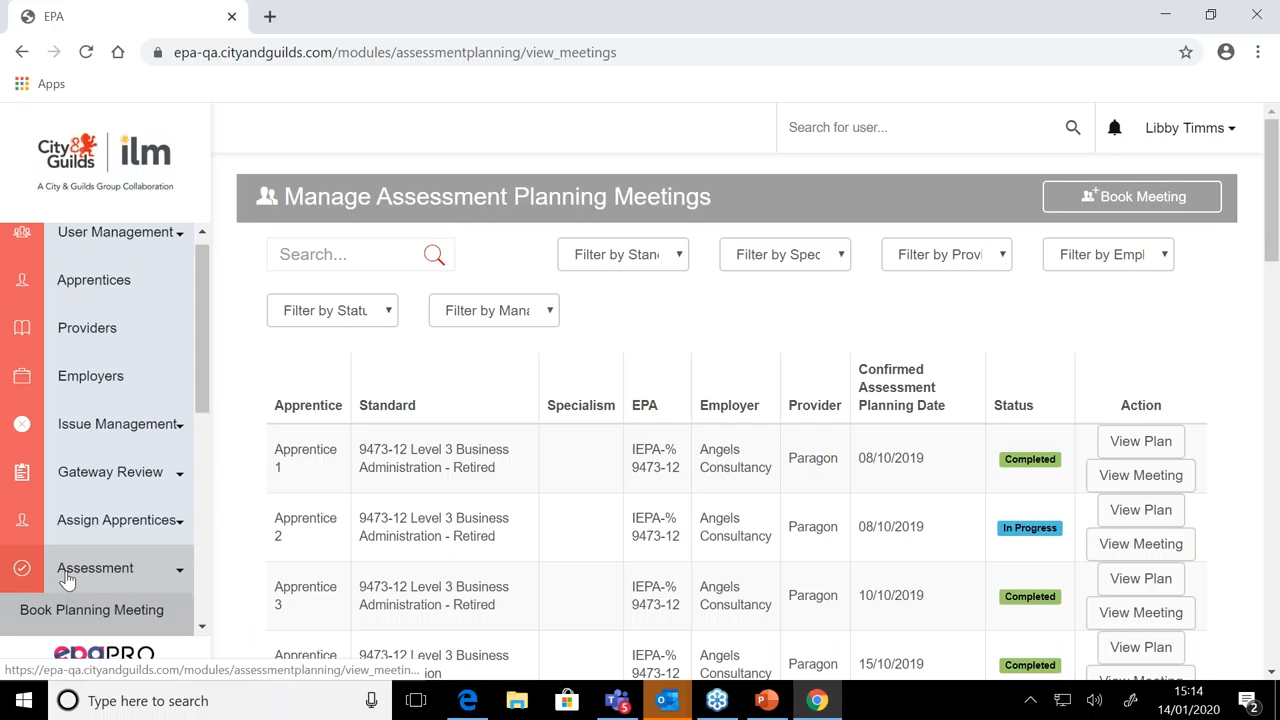 EPA
epa-qa.cityandguilds.com/modules/assessmentplanning/view_meetings
Apps
City & Guilds
ilm
A City & Guilds Group Collaboration
Search for user...
Libby Timms
User Management
Apprentices
Providers
Employers
Issue Management
Gateway Review
Assign Apprentices
Assessment
Book Planning Meeting
epaPRO
https://epa-qa.cityandguilds.com/modules/assessmentplanning/view_meetin...
Manage Assessment Planning Meetings
Book Meeting
Search...
Filter by Stan
Filter by Spec
Filter by Provi
Filter by Empl
Filter by Statu
Filter by Mana
Apprentice Standard Specialism EPA Employer Provider Confirmed Assessment Planning Date Status Action
Apprentice 1 9473-12 Level 3 Business Administration - Retired IEPA-% 9473-12 Angels Consultancy Paragon 08/10/2019 Completed View Plan View Meeting
Apprentice 2 9473-12 Level 3 Business Administration - Retired IEPA-% 9473-12 Angels Consultancy Paragon 08/10/2019 In Progress View Plan View Meeting
Apprentice 3 9473-12 Level 3 Business Administration - Retired IEPA-% 9473-12 Angels Consultancy Paragon 10/10/2019 Completed View Plan View Meeting
Apprentice 9473-12 Level 3 Business ion - Retired IEPA-% 9473-12 Angels Consultancy Paragon 15/10/2019 Completed View Plan View Meeting
Type here to search
5
15:14
14/01/2020
2